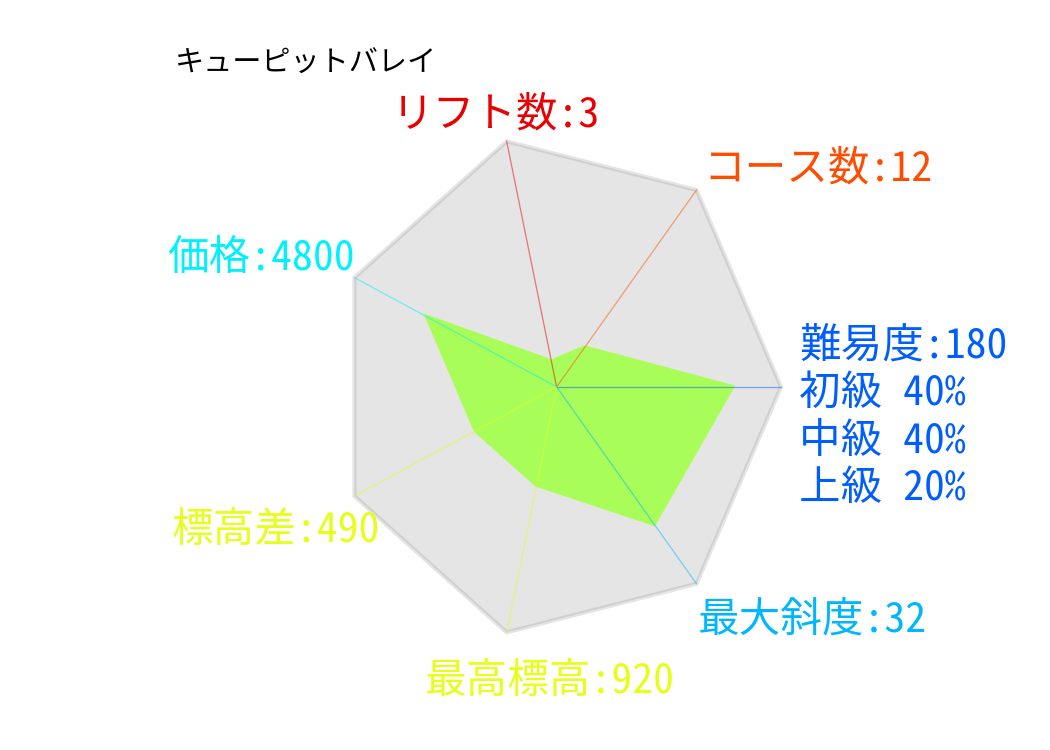 キューピットバレイ
リフト数:3
コース数:12
価格:4800
難易度:180
初級 40%
中級 40%
上級 20%
標高差:490
最大斜度:32
最高標高:920